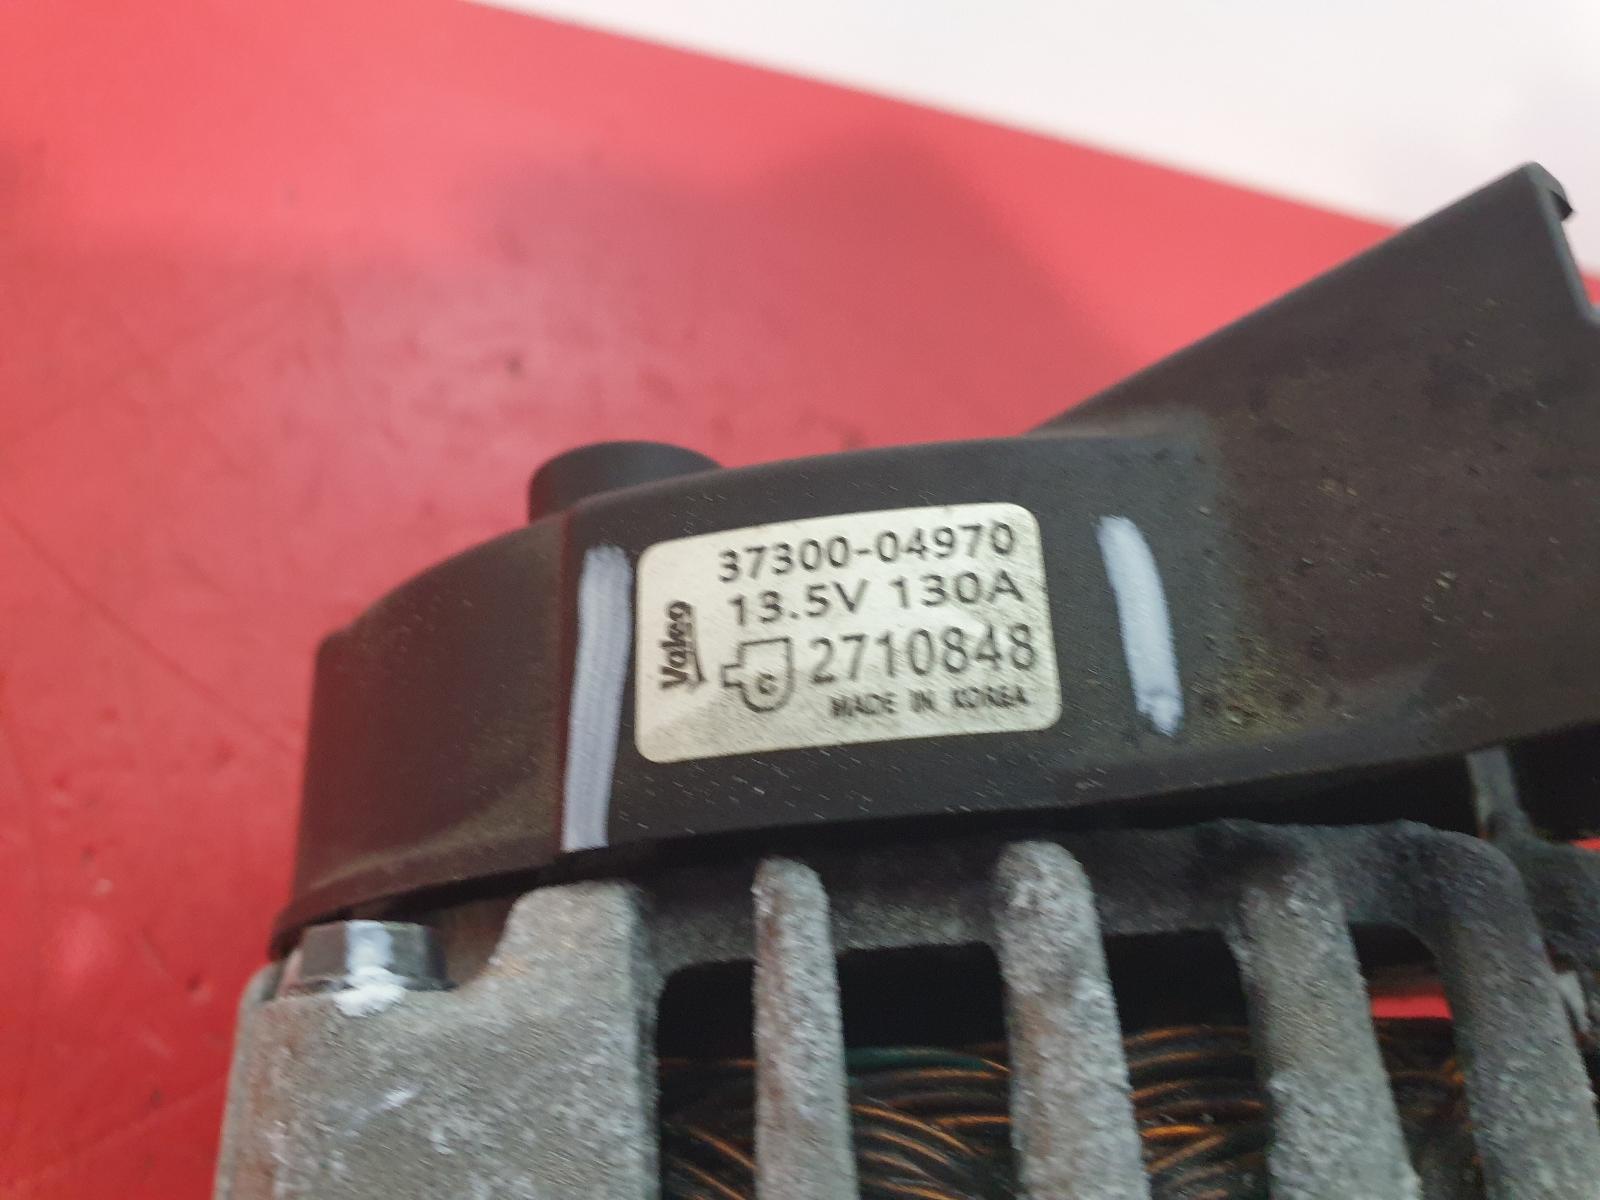 37300-04970
13.5V 130A
Valeo
C 2710848
MADE IN KOREA